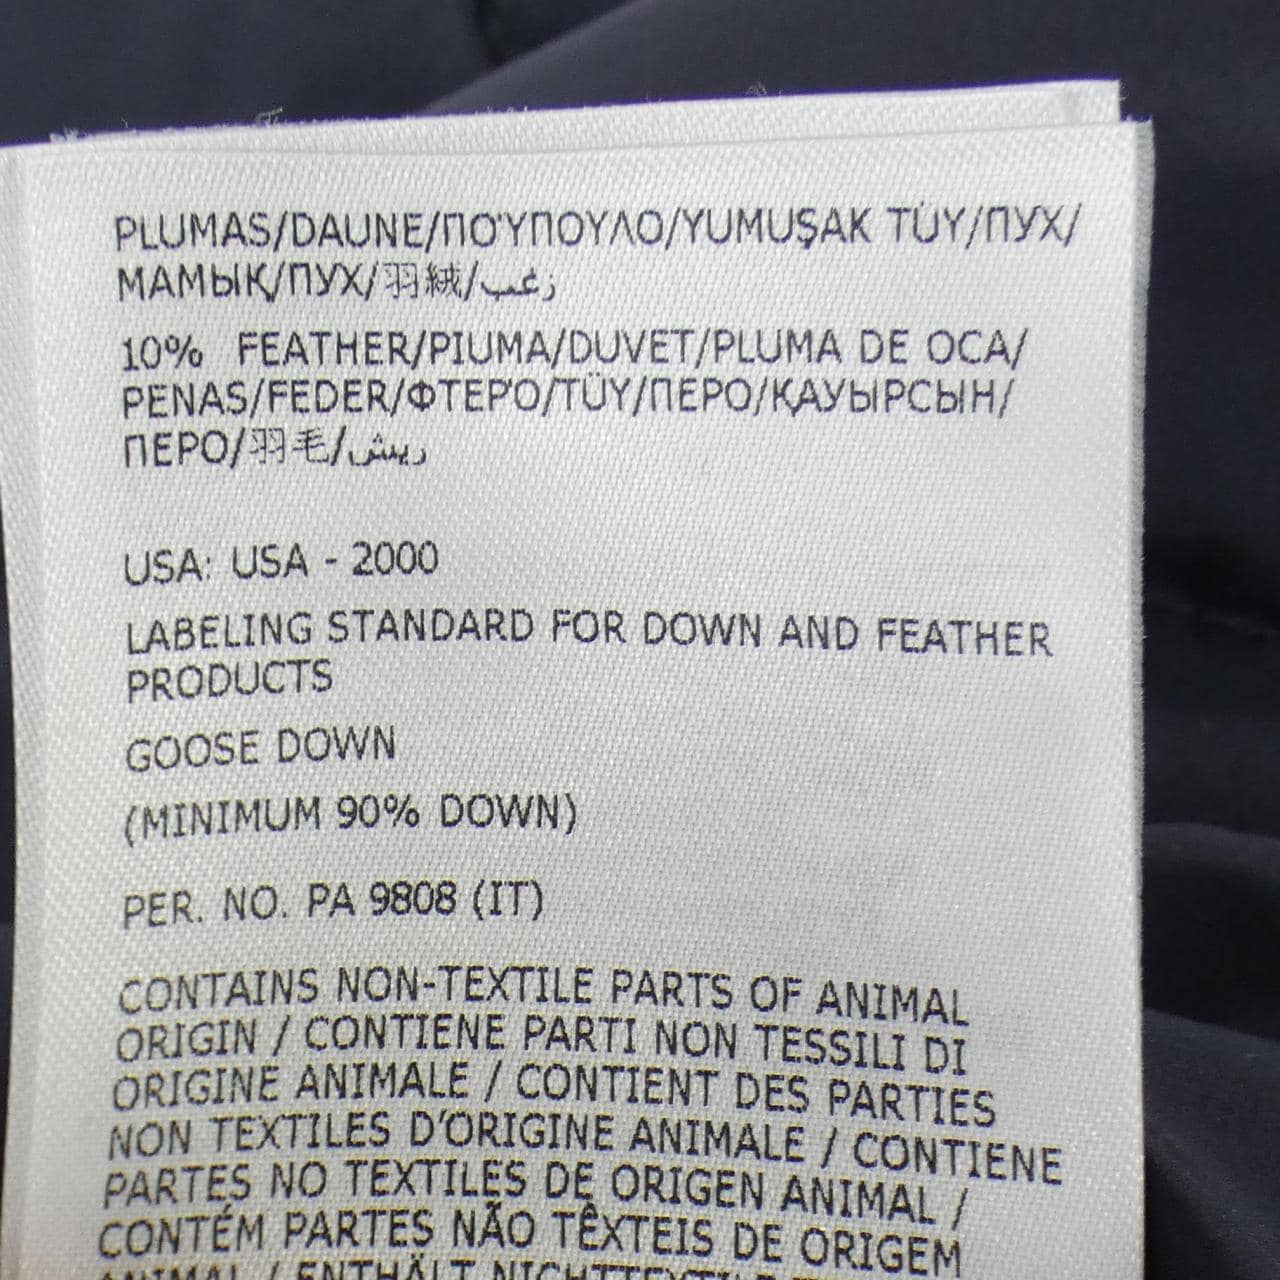 PLUMAS/DAUNE/ΠΟΎΠΟΥΛΟ/YUMUŞAK TÜY/ПУХ/
МАМЫҚ/ПУХ/羽絨/زغب
10% FEATHER/PIUMA/DUVET/PLUMA DE OCA/
PENAS/FEDER/ΦΤΕΡΌ/TÜY/ПЕРО/ҚАУЫРСЫН/
ПЕРО/羽毛/ريش
USA: USA - 2000
LABELING STANDARD FOR DOWN AND FEATHER
PRODUCTS
GOOSE DOWN
(MINIMUM 90% DOWN)
PER. NO. PA 9808 (IT)
CONTAINS NON-TEXTILE PARTS OF ANIMAL
ORIGIN / CONTIENE PARTI NON TESSILI DI
ORIGINE ANIMALE / CONTIENT DES PARTIES
NON TEXTILES D'ORIGINE ANIMALE / CONTIENE
PARTES NO TEXTILES DE ORIGEN ANIMAL /
CONTÉM PARTES NÃO TÊXTEIS DE ORIGEM
ANIMAL / ENTHÄLT